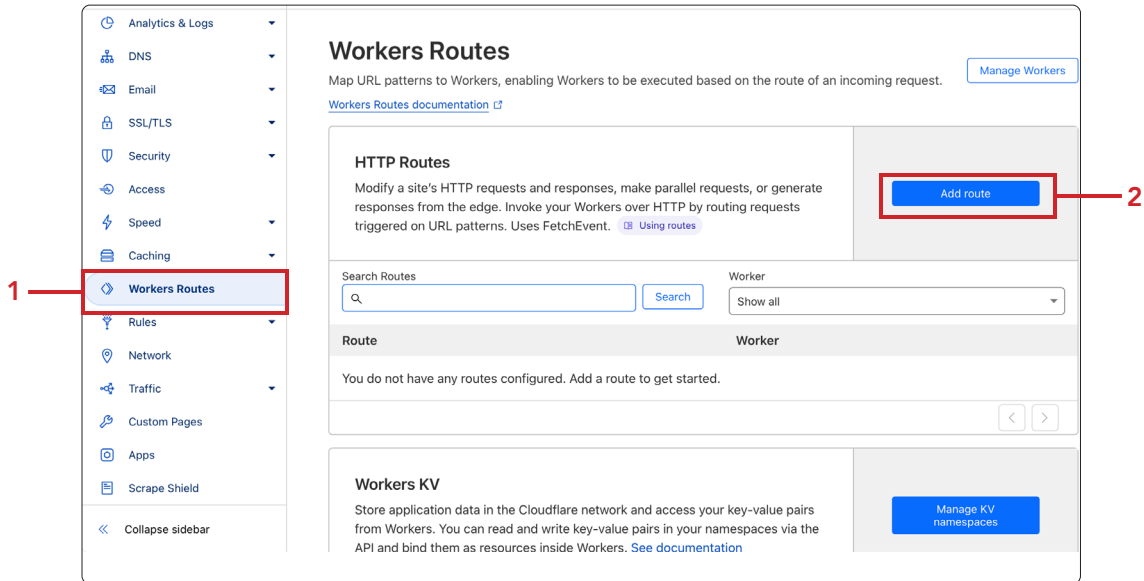 Analytics & Logs
DNS
Email
SSL/TLS
Security
Access
Speed
Caching
1
Workers Routes
Rules
Network
Traffic
Custom Pages
Apps
Scrape Shield
Collapse sidebar
Workers Routes
Map URL patterns to Workers, enabling Workers to be executed based on the route of an incoming request.
Manage Workers
Workers Routes documentation
HTTP Routes
Modify a site's HTTP requests and responses, make parallel requests, or generate
responses from the edge. Invoke your Workers over HTTP by routing requests
triggered on URL patterns. Uses FetchEvent. Using routes
Add route
2
Search Routes
Search
Worker
Show all
Route Worker
You do not have any routes configured. Add a route to get started.
Workers KV
Store application data in the Cloudflare network and access your key-value pairs
from Workers. You can read and write key-value pairs in your namespaces via the
API and bind them as resources inside Workers. See documentation
Manage KV
namespaces